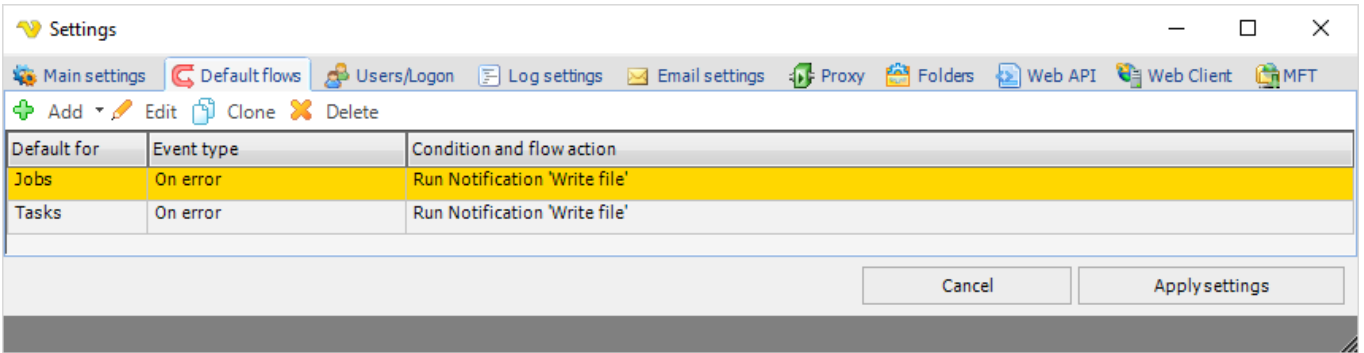 Settings
Main settings Default flows Users/Logon Log settings Email settings Proxy Folders Web API Web Client MFT
Add Edit Clone Delete
Default for Event type Condition and flow action
Jobs On error Run Notification 'Write file'
Tasks On error Run Notification 'Write file'
Cancel Apply settings